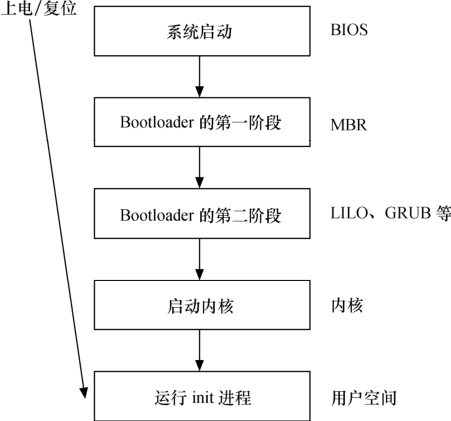 上电/复位
系统启动 BIOS
Bootloader 的第一阶段 MBR
Bootloader 的第二阶段 LILO、GRUB 等
启动内核 内核
运行 init 进程 用户空间